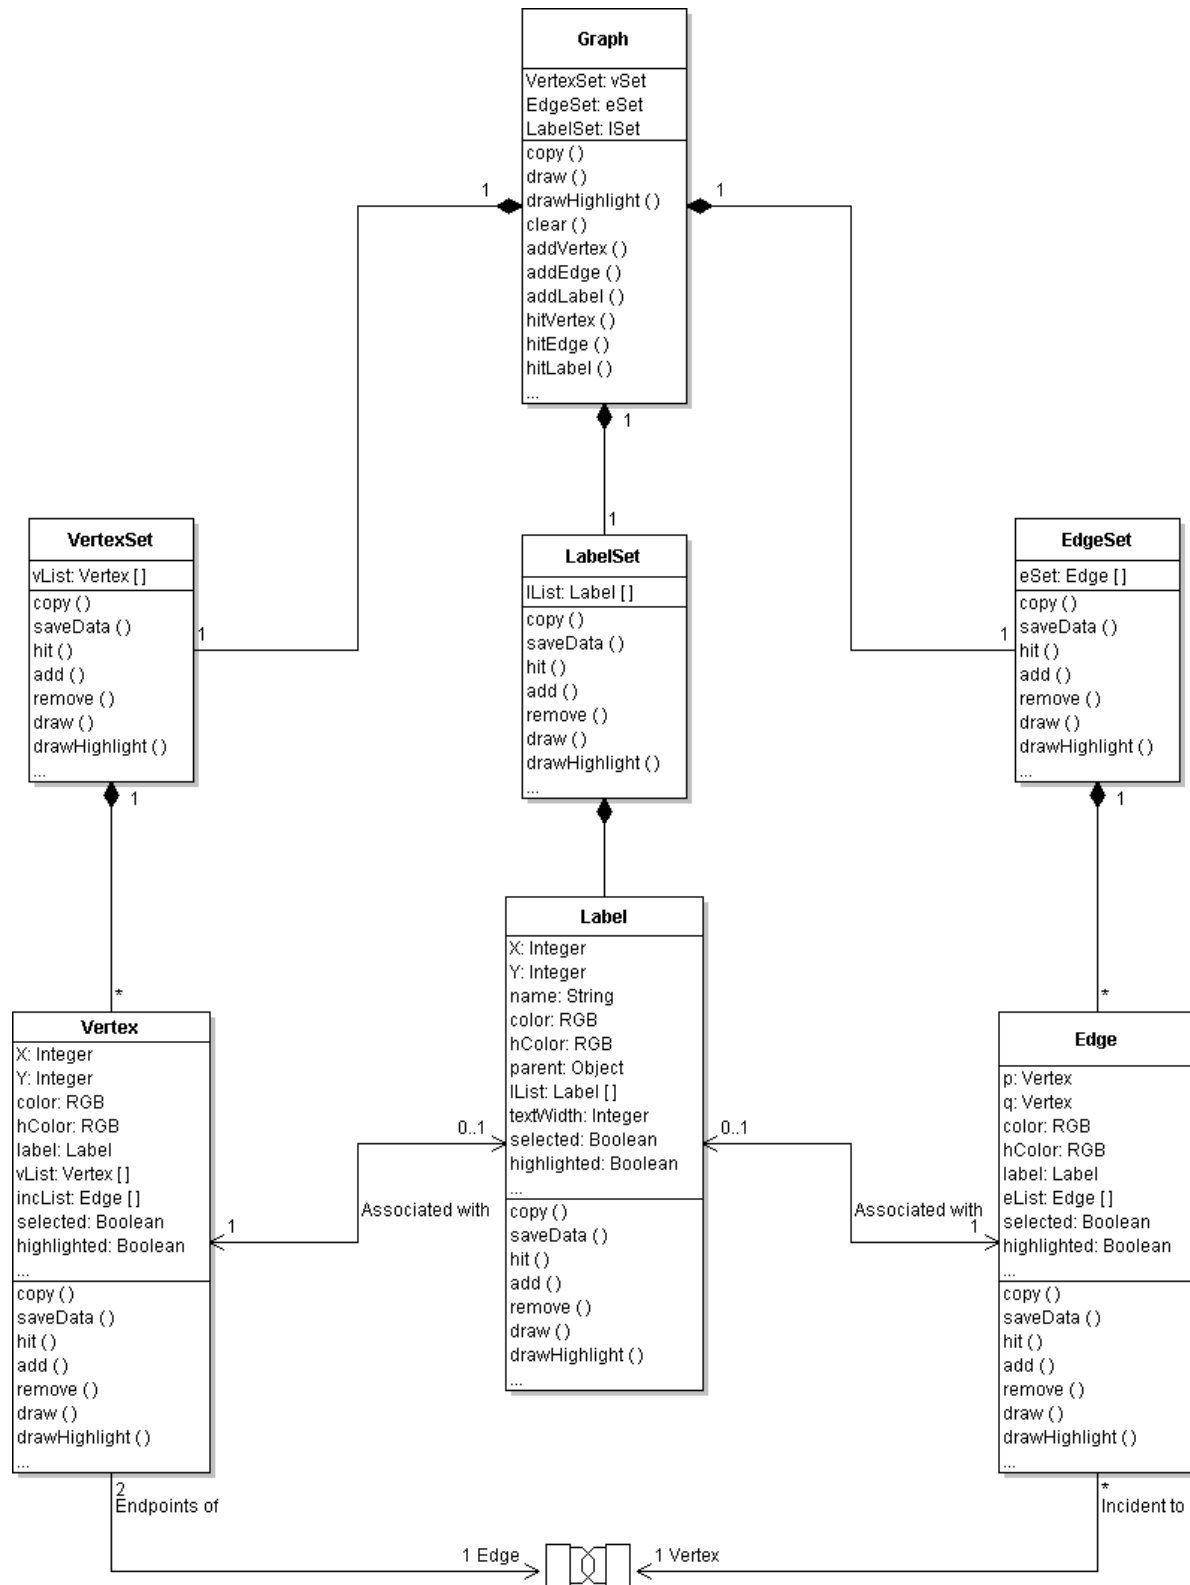 Graph
VertexSet: vSet
EdgeSet: eSet
LabelSet: lSet
copy ( )
draw ( )
drawHighlight ( )
clear ( )
addVertex ( )
addEdge ( )
addLabel ( )
hitVertex ( )
hitEdge ( )
hitLabel ( )
...
1
1
1
VertexSet
vList: Vertex [ ]
copy ( )
saveData ( )
hit ( )
add ( )
remove ( )
draw ( )
drawHighlight ( )
...
1
1
1
LabelSet
lList: Label [ ]
copy ( )
saveData ( )
hit ( )
add ( )
remove ( )
draw ( )
drawHighlight ( )
...
EdgeSet
eSet: Edge [ ]
copy ( )
saveData ( )
hit ( )
add ( )
remove ( )
draw ( )
drawHighlight ( )
...
1
1
*
Vertex
X: Integer
Y: Integer
color: RGB
hColor: RGB
label: Label
vList: Vertex [ ]
incList: Edge [ ]
selected: Boolean
highlighted: Boolean
...
copy ( )
saveData ( )
hit ( )
add ( )
remove ( )
draw ( )
drawHighlight ( )
...
0..1
Associated with
1
Label
X: Integer
Y: Integer
name: String
color: RGB
hColor: RGB
parent: Object
lList: Label [ ]
textWidth: Integer
selected: Boolean
highlighted: Boolean
...
copy ( )
saveData ( )
hit ( )
add ( )
remove ( )
draw ( )
drawHighlight ( )
...
0..1
Associated with
1
*
Edge
p: Vertex
q: Vertex
color: RGB
hColor: RGB
label: Label
eList: Edge [ ]
selected: Boolean
highlighted: Boolean
...
copy ( )
saveData ( )
hit ( )
add ( )
remove ( )
draw ( )
drawHighlight ( )
...
2
Endpoints of
*
Incident to
1 Edge
1 Vertex